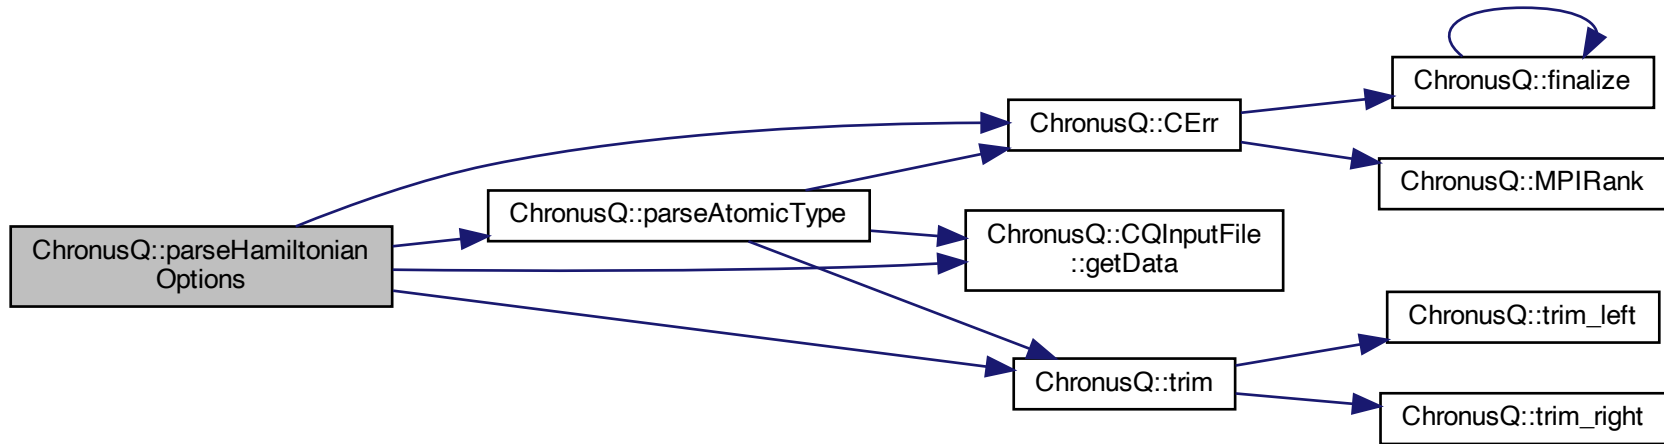 ChronusQ::parseHamiltonian
Options
ChronusQ::parseAtomicType
ChronusQ::CErr
ChronusQ::CQInputFile
::getData
ChronusQ::trim
ChronusQ::finalize
ChronusQ::MPIRank
ChronusQ::trim_left
ChronusQ::trim_right